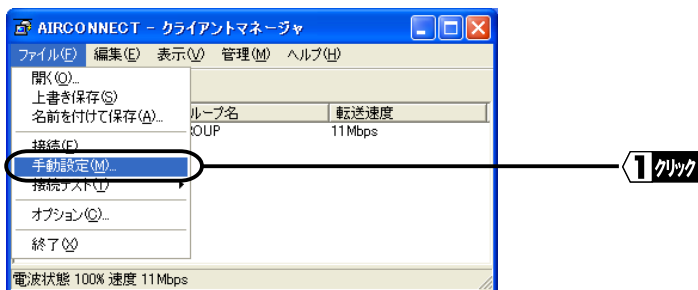 AIRCONNECT - クライアントマネージャ
ファイル(F) 編集(E) 表示(V) 管理(M) ヘルプ(H)
開く(O)...
上書き保存(S)
名前を付けて保存(A)...
ループ名 転送速度
ROUP 11Mbps
接続(F)
手動設定(M)...
接続テスト(T)
1 クリック
オプション(C)...
終了(X)
電波状態 100% 速度 11Mbps